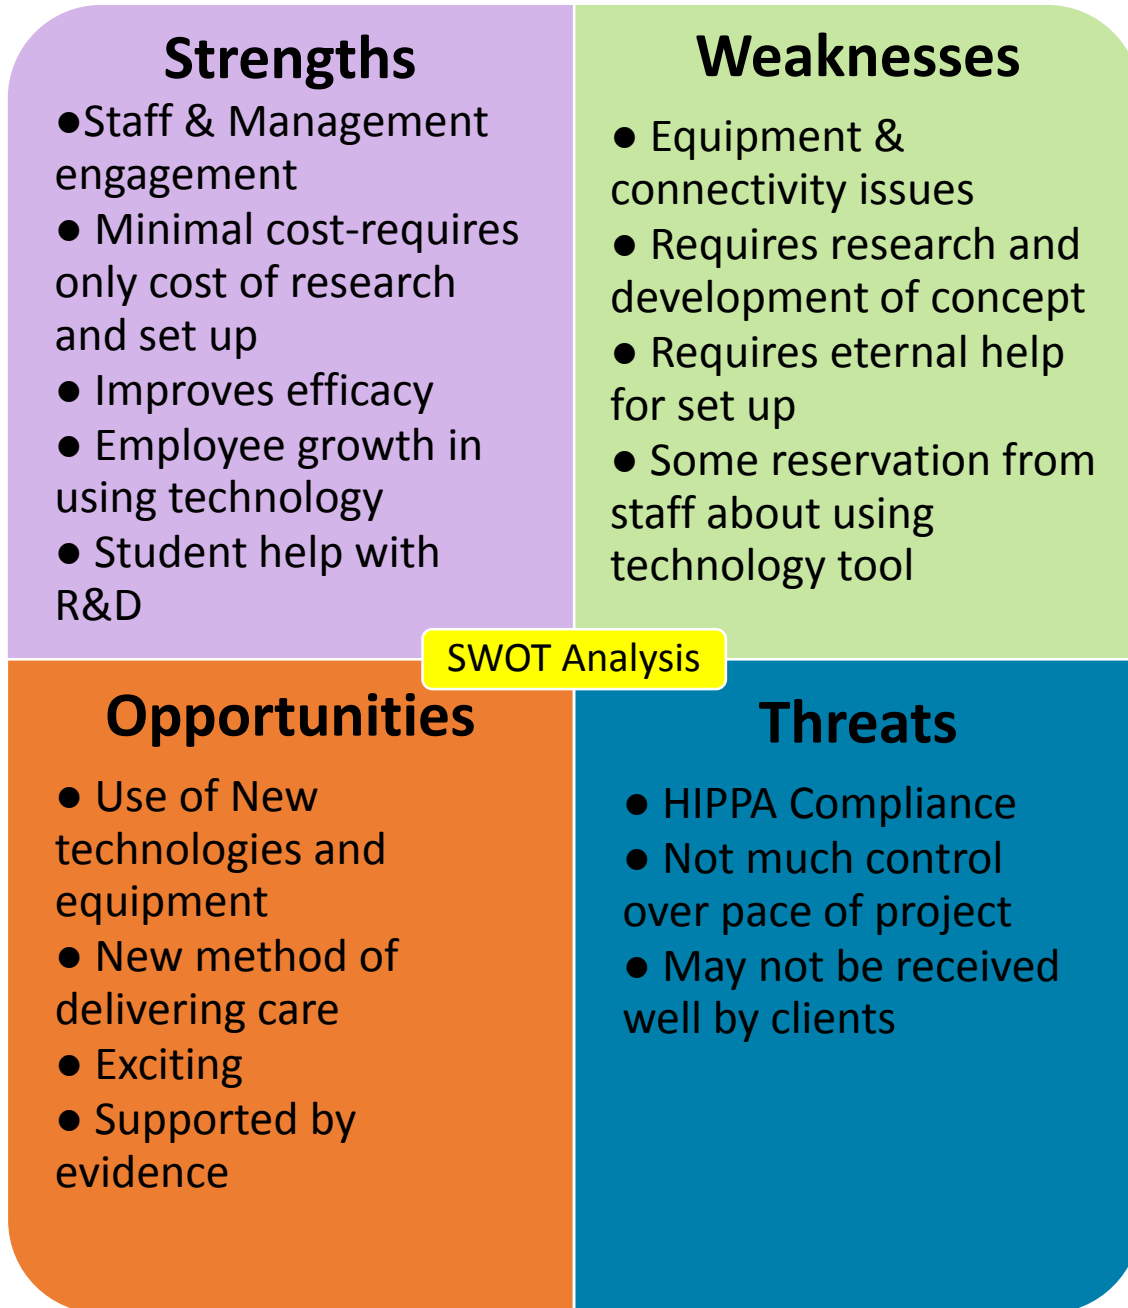 Strengths
●Staff & Management
engagement
● Minimal cost-requires
only cost of research
and set up
● Improves efficacy
● Employee growth in
using technology
● Student help with
R&D
Weaknesses
● Equipment &
connectivity issues
● Requires research and
development of concept
● Requires eternal help
for set up
● Some reservation from
staff about using
technology tool
SWOT Analysis
Opportunities
● Use of New
technologies and
equipment
● New method of
delivering care
● Exciting
● Supported by
evidence
Threats
● HIPPA Compliance
● Not much control
over pace of project
● May not be received
well by clients